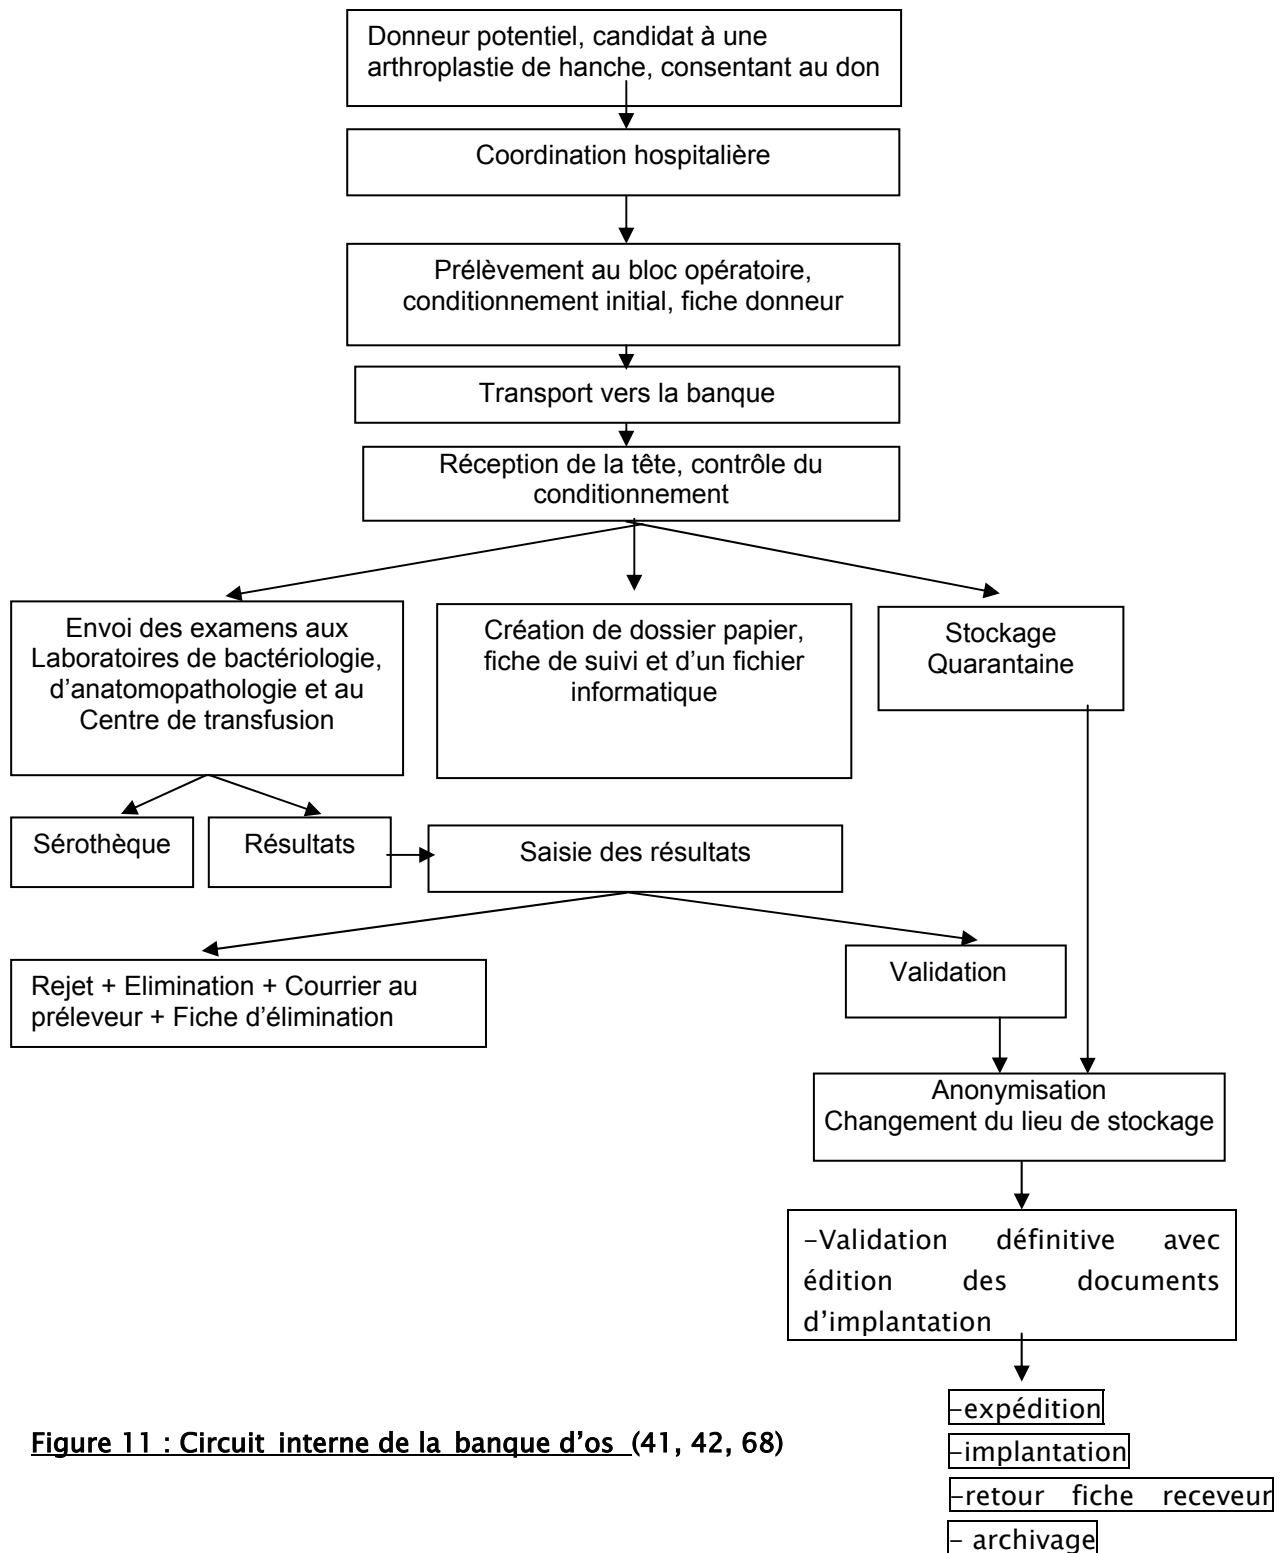 Donneur potentiel, candidat à une
arthroplastie de hanche, consentant au don
Coordination hospitalière
Prélèvement au bloc opératoire,
conditionnement initial, fiche donneur
Transport vers la banque
Réception de la tête, contrôle du
conditionnement
Envoi des examens aux
Laboratoires de bactériologie,
d’anatomopathologie et au
Centre de transfusion
Création de dossier papier,
fiche de suivi et d’un fichier
informatique
Stockage
Quarantaine
Sérothèque
Résultats
Saisie des résultats
Rejet + Elimination + Courrier au
préleveur + Fiche d’élimination
Validation
Anonymisation
Changement du lieu de stockage
-Validation définitive avec
édition des documents
d’implantation
-expédition
-implantation
-retour fiche receveur
- archivage
Figure 11 : Circuit interne de la banque d’os (41, 42, 68)